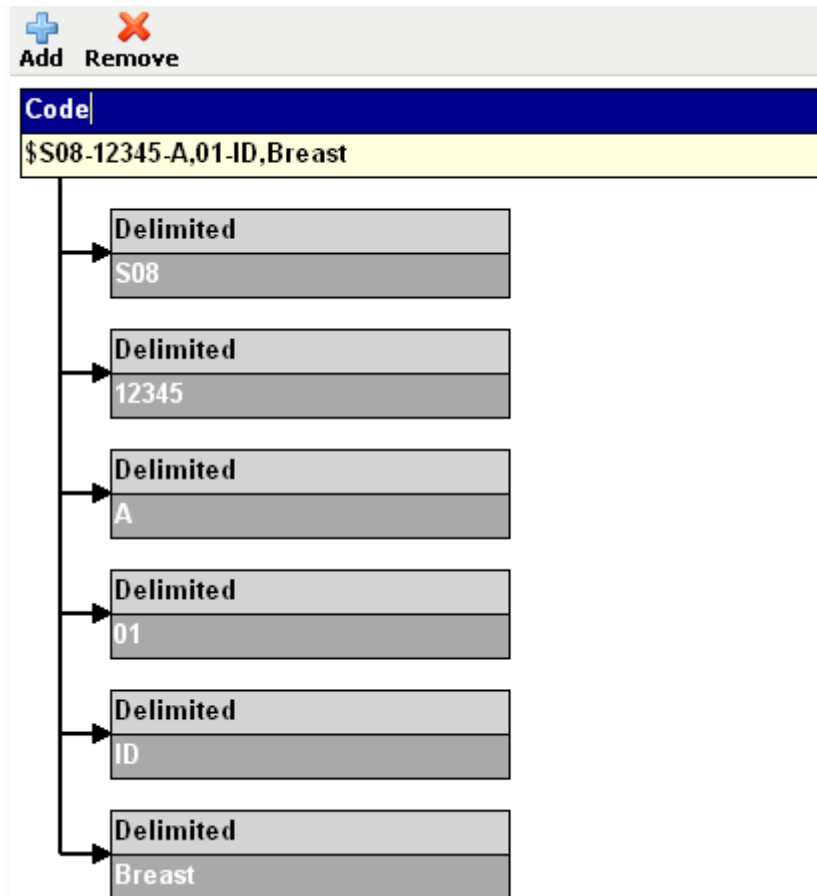 Add Remove
Code
$S08-12345-A,01-ID,Breast
Delimited
S08
Delimited
12345
Delimited
A
Delimited
01
Delimited
ID
Delimited
Breast